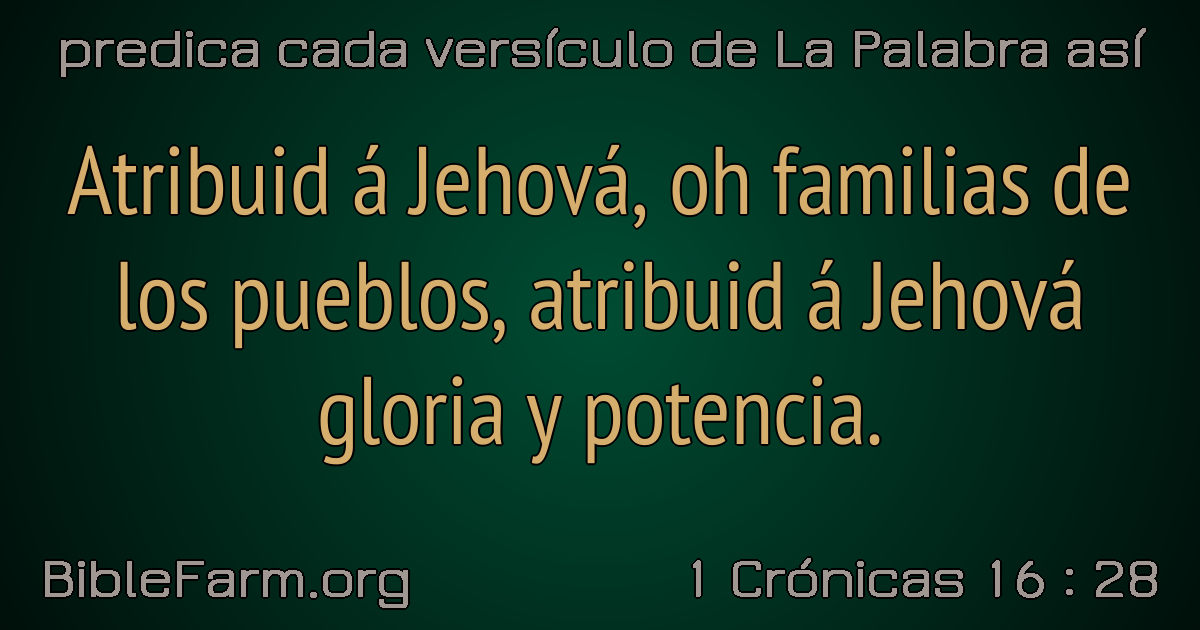 predica cada versículo de La Palabra así
Atribuid á Jehová, oh familias de
los pueblos, atribuid á Jehová
gloria y potencia.
BibleFarm.org
1 Crónicas 16 : 28